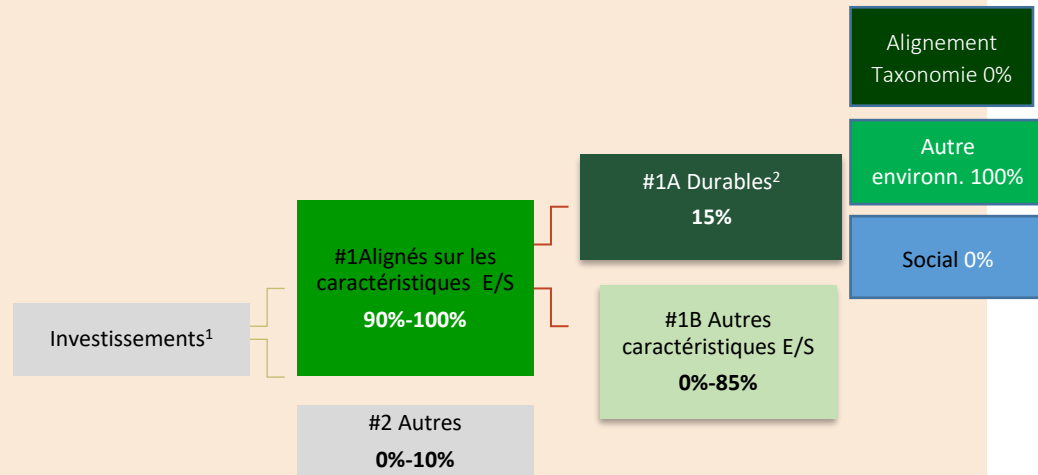 Investissements¹
#1Alignés sur les
caractéristiques E/S
90%-100%
#2 Autres
0%-10%
#1A Durables²
15%
#1B Autres
caractéristiques E/S
0%-85%
Alignement
Taxonomie 0%
Autre
environn. 100%
Social 0%